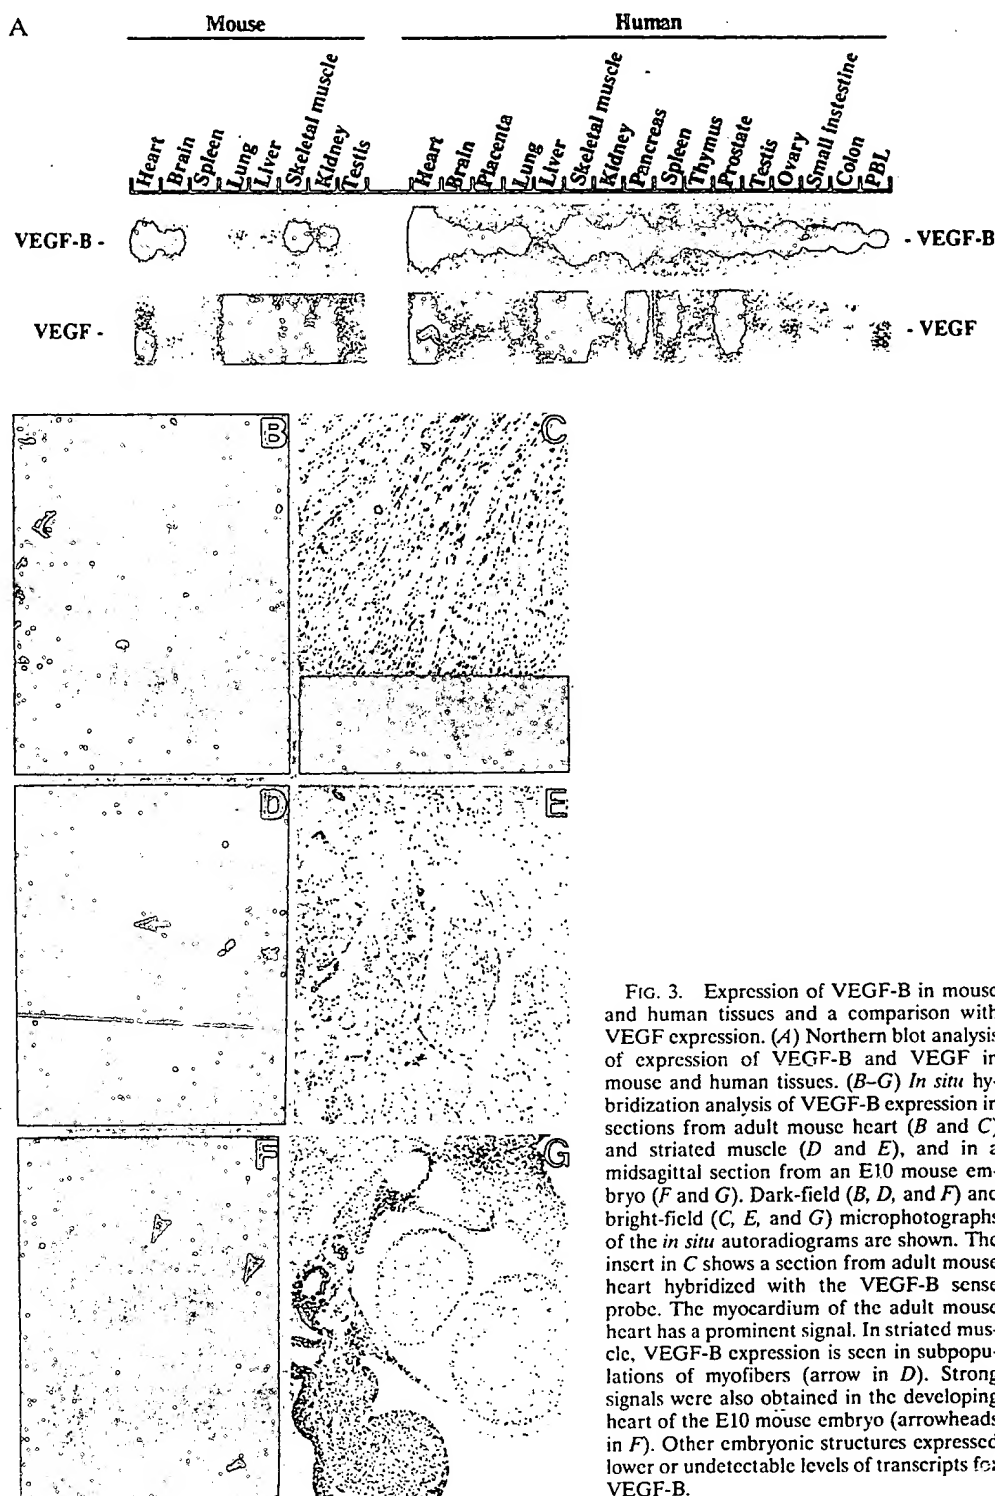 A
Mouse
Human
Heart
Brain
Spleen
Lung
Liver
Skeletal muscle
Kidney
Testis
Heart
Brain
Placenta
Lung
Liver
Skeletal muscle
Kidney
Pancreas
Spleen
Thymus
Prostate
Testis
Ovary
Small instestine
Colon
PBL
VEGF-B -
- VEGF-B
VEGF -
- VEGF
B
C
D
E
F
G
FIG. 3. Expression of VEGF-B in mouse
and human tissues and a comparison with
VEGF expression. (A) Northern blot analysis
of expression of VEGF-B and VEGF in
mouse and human tissues. (B–G) In situ hy-
bridization analysis of VEGF-B expression in
sections from adult mouse heart (B and C)
and striated muscle (D and E), and in a
midsagittal section from an E10 mouse em-
bryo (F and G). Dark-field (B, D, and F) and
bright-field (C, E, and G) microphotographs
of the in situ autoradiograms are shown. The
insert in C shows a section from adult mouse
heart hybridized with the VEGF-B sense
probe. The myocardium of the adult mouse
heart has a prominent signal. In striated mus-
cle, VEGF-B expression is seen in subpopu-
lations of myofibers (arrow in D). Strong
signals were also obtained in the developing
heart of the E10 mouse embryo (arrowheads
in F). Other embryonic structures expressed
lower or undetectable levels of transcripts for
VEGF-B.